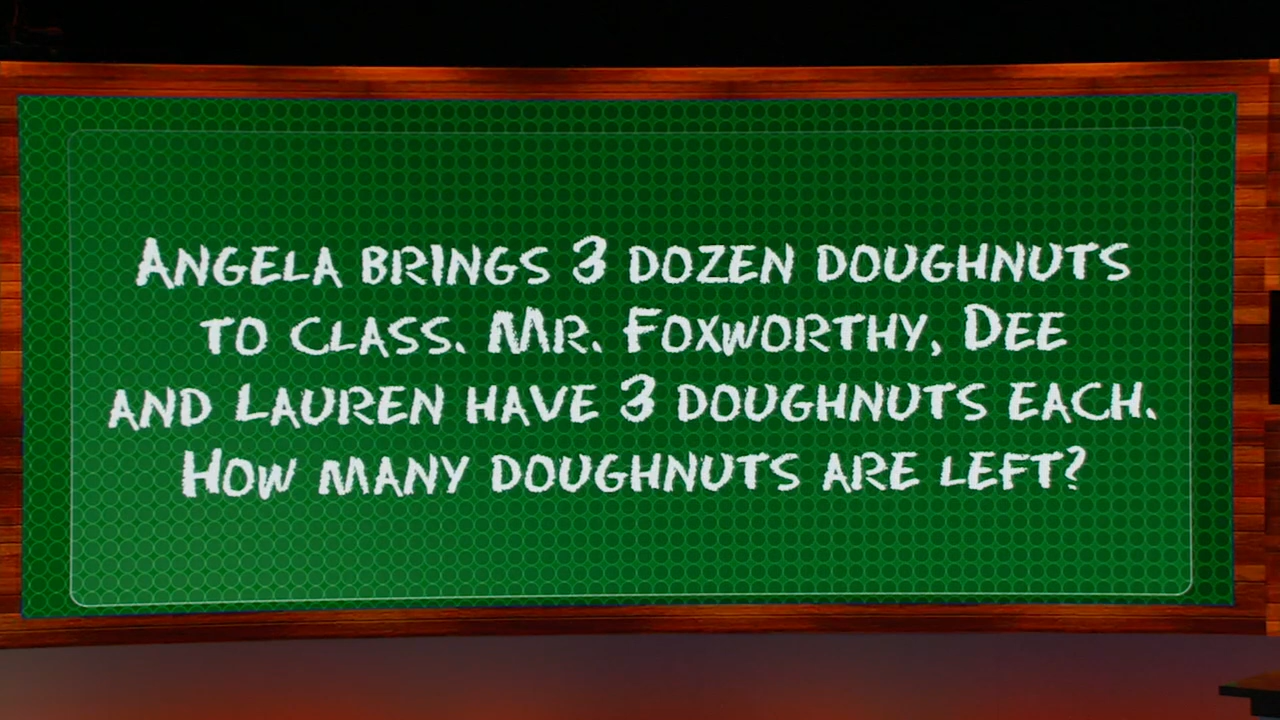 Angela brings 3 dozen doughnuts
to class. Mr. Foxworthy, Dee
and Lauren have 3 doughnuts each.
How many doughnuts are left?